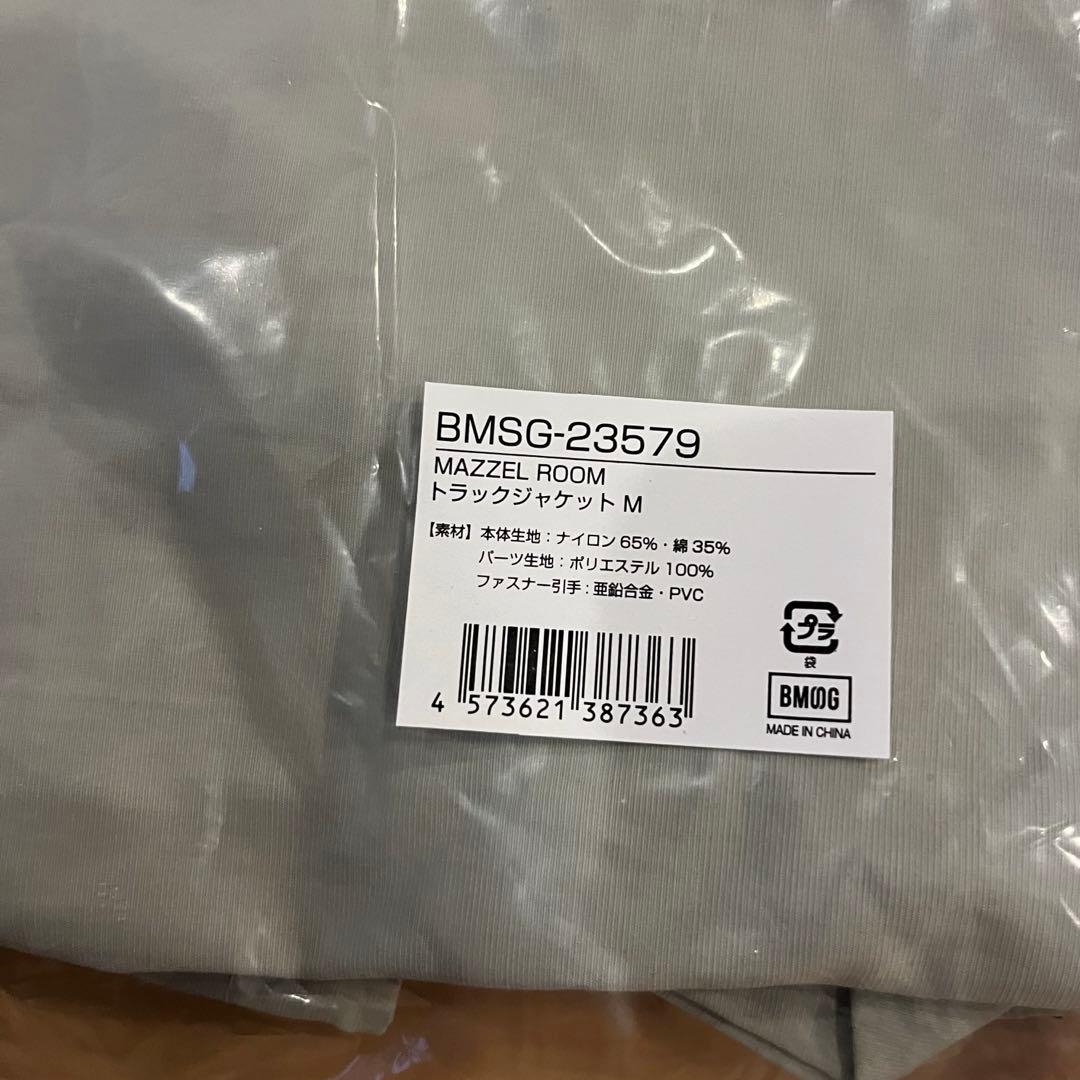 BMSG-23579
MAZZEL ROOM
トラックジャケット M
【素材】本体生地：ナイロン 65%・綿 35%
パーツ生地：ポリエステル 100%
ファスナー引手：亜鉛合金・PVC
プラ
袋
4 573621 387363
BMSG
MADE IN CHINA